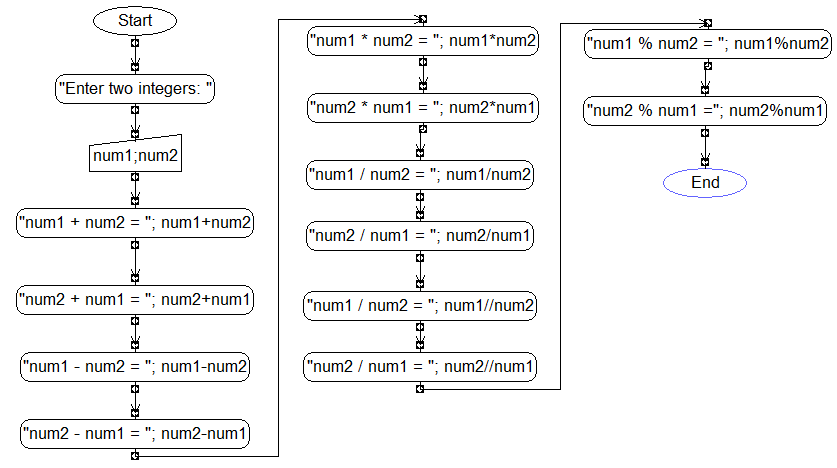 Start
"Enter two integers: "
num1;num2
"num1 + num2 = "; num1+num2
"num2 + num1 = "; num2+num1
"num1 - num2 = "; num1-num2
"num2 - num1 = "; num2-num1
"num1 * num2 = "; num1*num2
"num2 * num1 = "; num2*num1
"num1 / num2 = "; num1/num2
"num2 / num1 = "; num2/num1
"num1 / num2 = "; num1//num2
"num2 / num1 = "; num2//num1
"num1 % num2 = "; num1%num2
"num2 % num1 ="; num2%num1
End